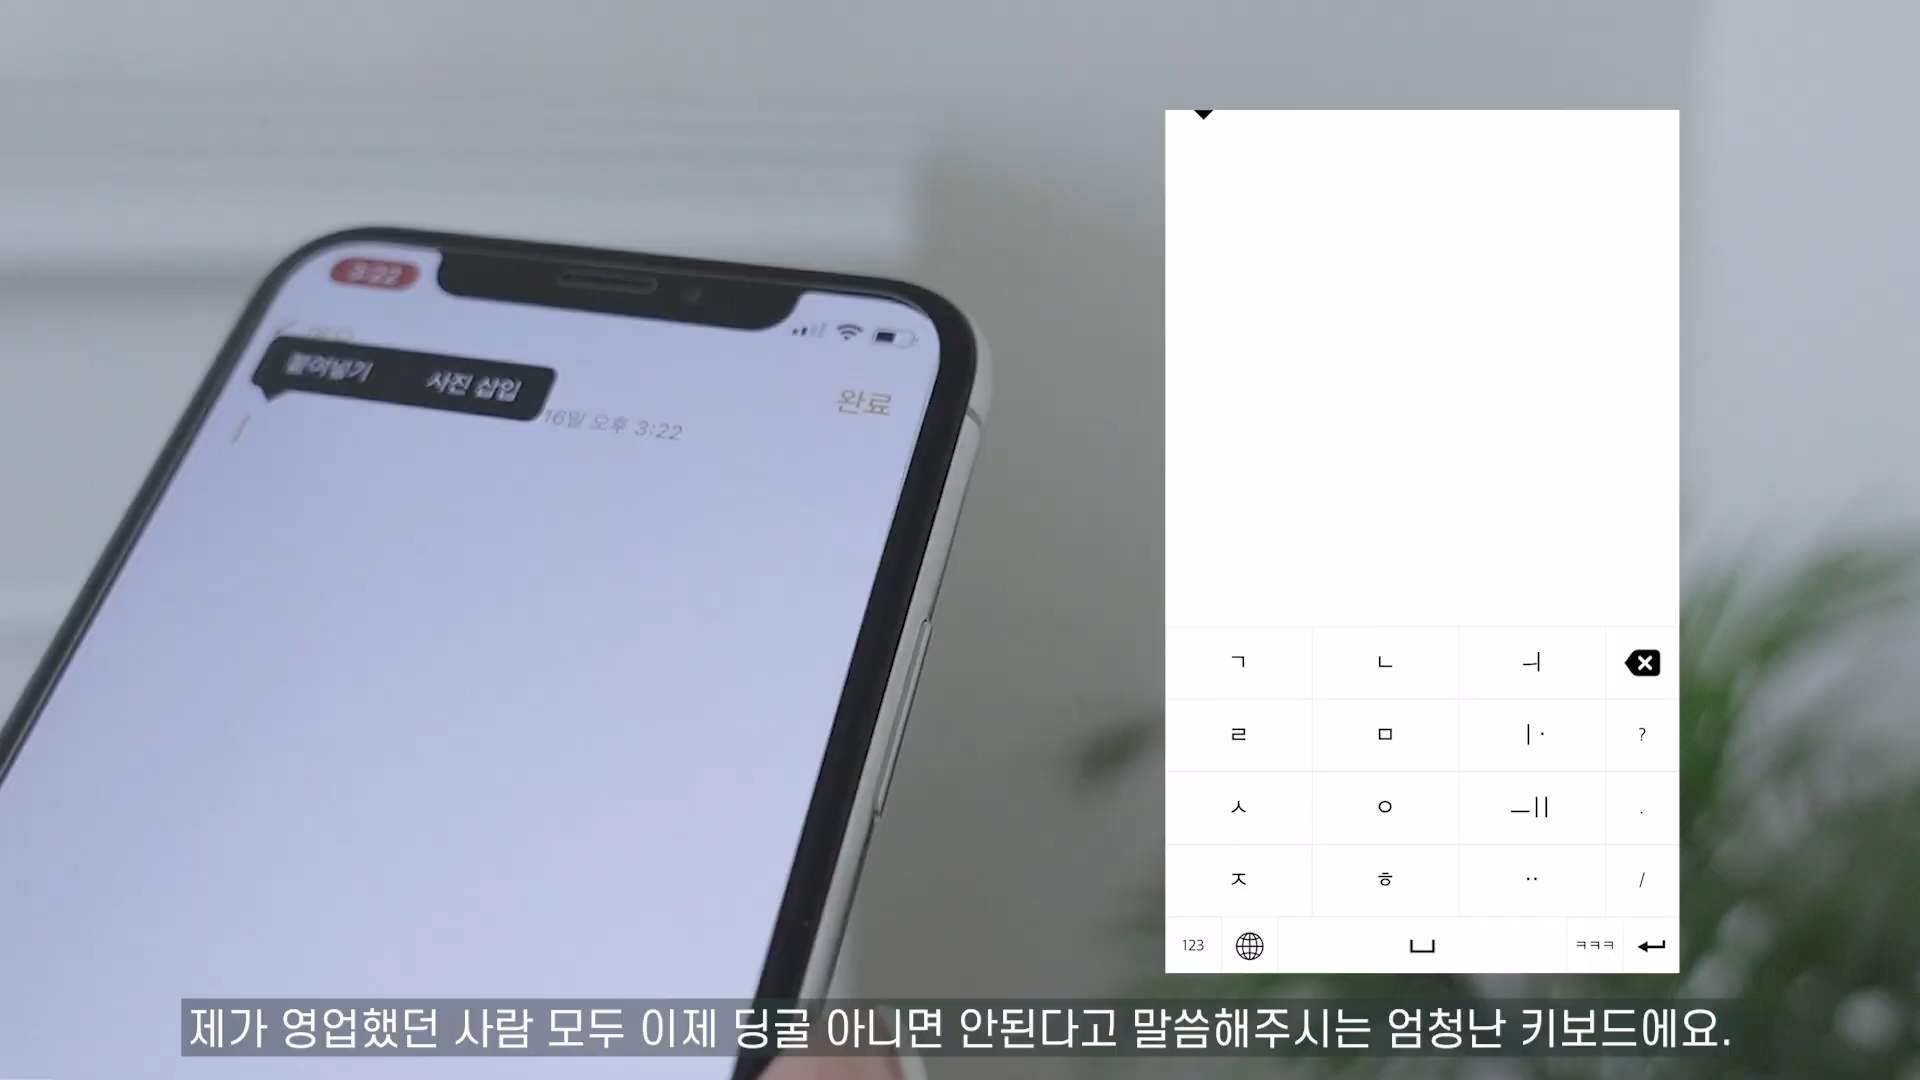 3:22
붙여넣기 사진 삽입
완료
16일 오후 3:22
ㄱ ㄴ ㅢ
ㄹ ㅁ ㅣ· ?
ㅅ ㅇ ㅡㅣㅣ .
ㅈ ㅎ ·· /
123 ㅋㅋㅋ
제가 영업했던 사람 모두 이제 딩굴 아니면 안된다고 말씀해주시는 엄청난 키보드에요.